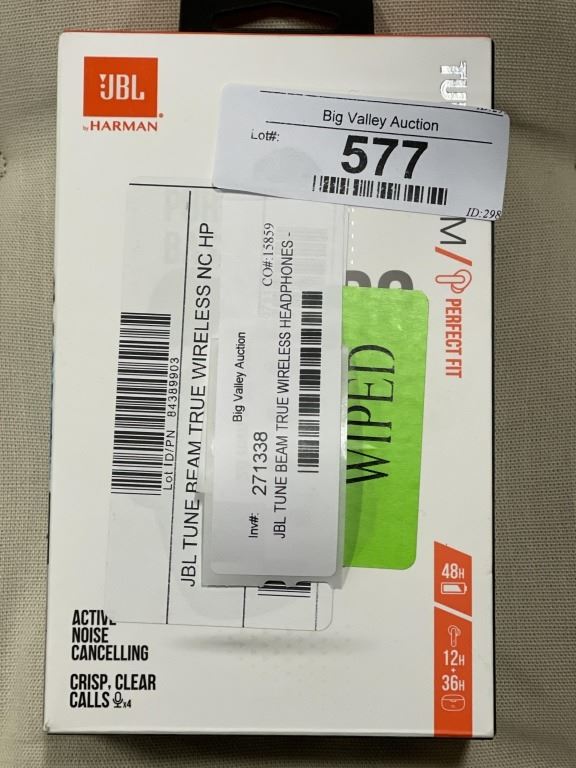 JBL
by HARMAN
Big Valley Auction
Lot#:
577
ID:298
PERFECT FIT
WIPED
Lot ID/PN 84389903
JBL TUNE BEAM TRUE WIRELESS NC HP
Big Valley Auction
Inv#: 271338
CO#:15859
JBL TUNE BEAM TRUE WIRELESS HEADPHONES -
48H
12H
+
36H
ACTIVE
NOISE
CANCELLING
CRISP, CLEAR
CALLS x4